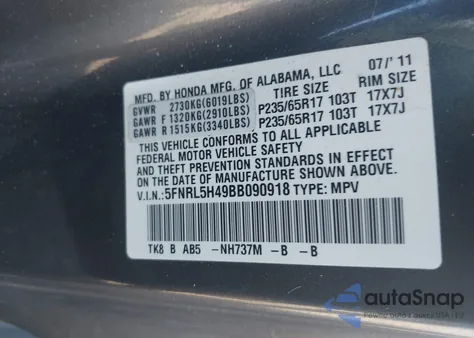 MFD. BY HONDA MFG. OF ALABAMA, LLC 07/'11
TIRE SIZE RIM SIZE
GVWR 2730KG(6019LBS)
GAWR F 1320KG(2910LBS) P235/65R17 103T 17X7J
GAWR R 1515KG(3340LBS) P235/65R17 103T 17X7J
THIS VEHICLE CONFORMS TO ALL APPLICABLE
FEDERAL MOTOR VEHICLE SAFETY
AND THEFT PREVENTION STANDARDS IN EFFECT
ON THE DATE OF MANUFACTURE SHOWN ABOVE.
V.I.N.: 5FNRL5H49BB090918 TYPE: MPV
TK8 B AB5 -NH737M -B -B
autoSnap